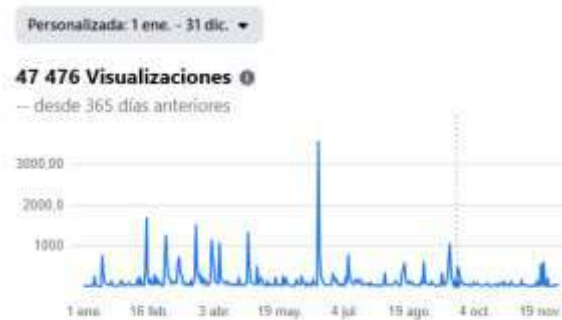 Personalizada: 1 ene. - 31 dic.
47 476 Visualizaciones
-- desde 365 días anteriores
3000,00
2000,0
1000
1 ene.
16 feb.
3 abr.
19 may.
4 jul.
19 ago.
4 oct.
19 nov.